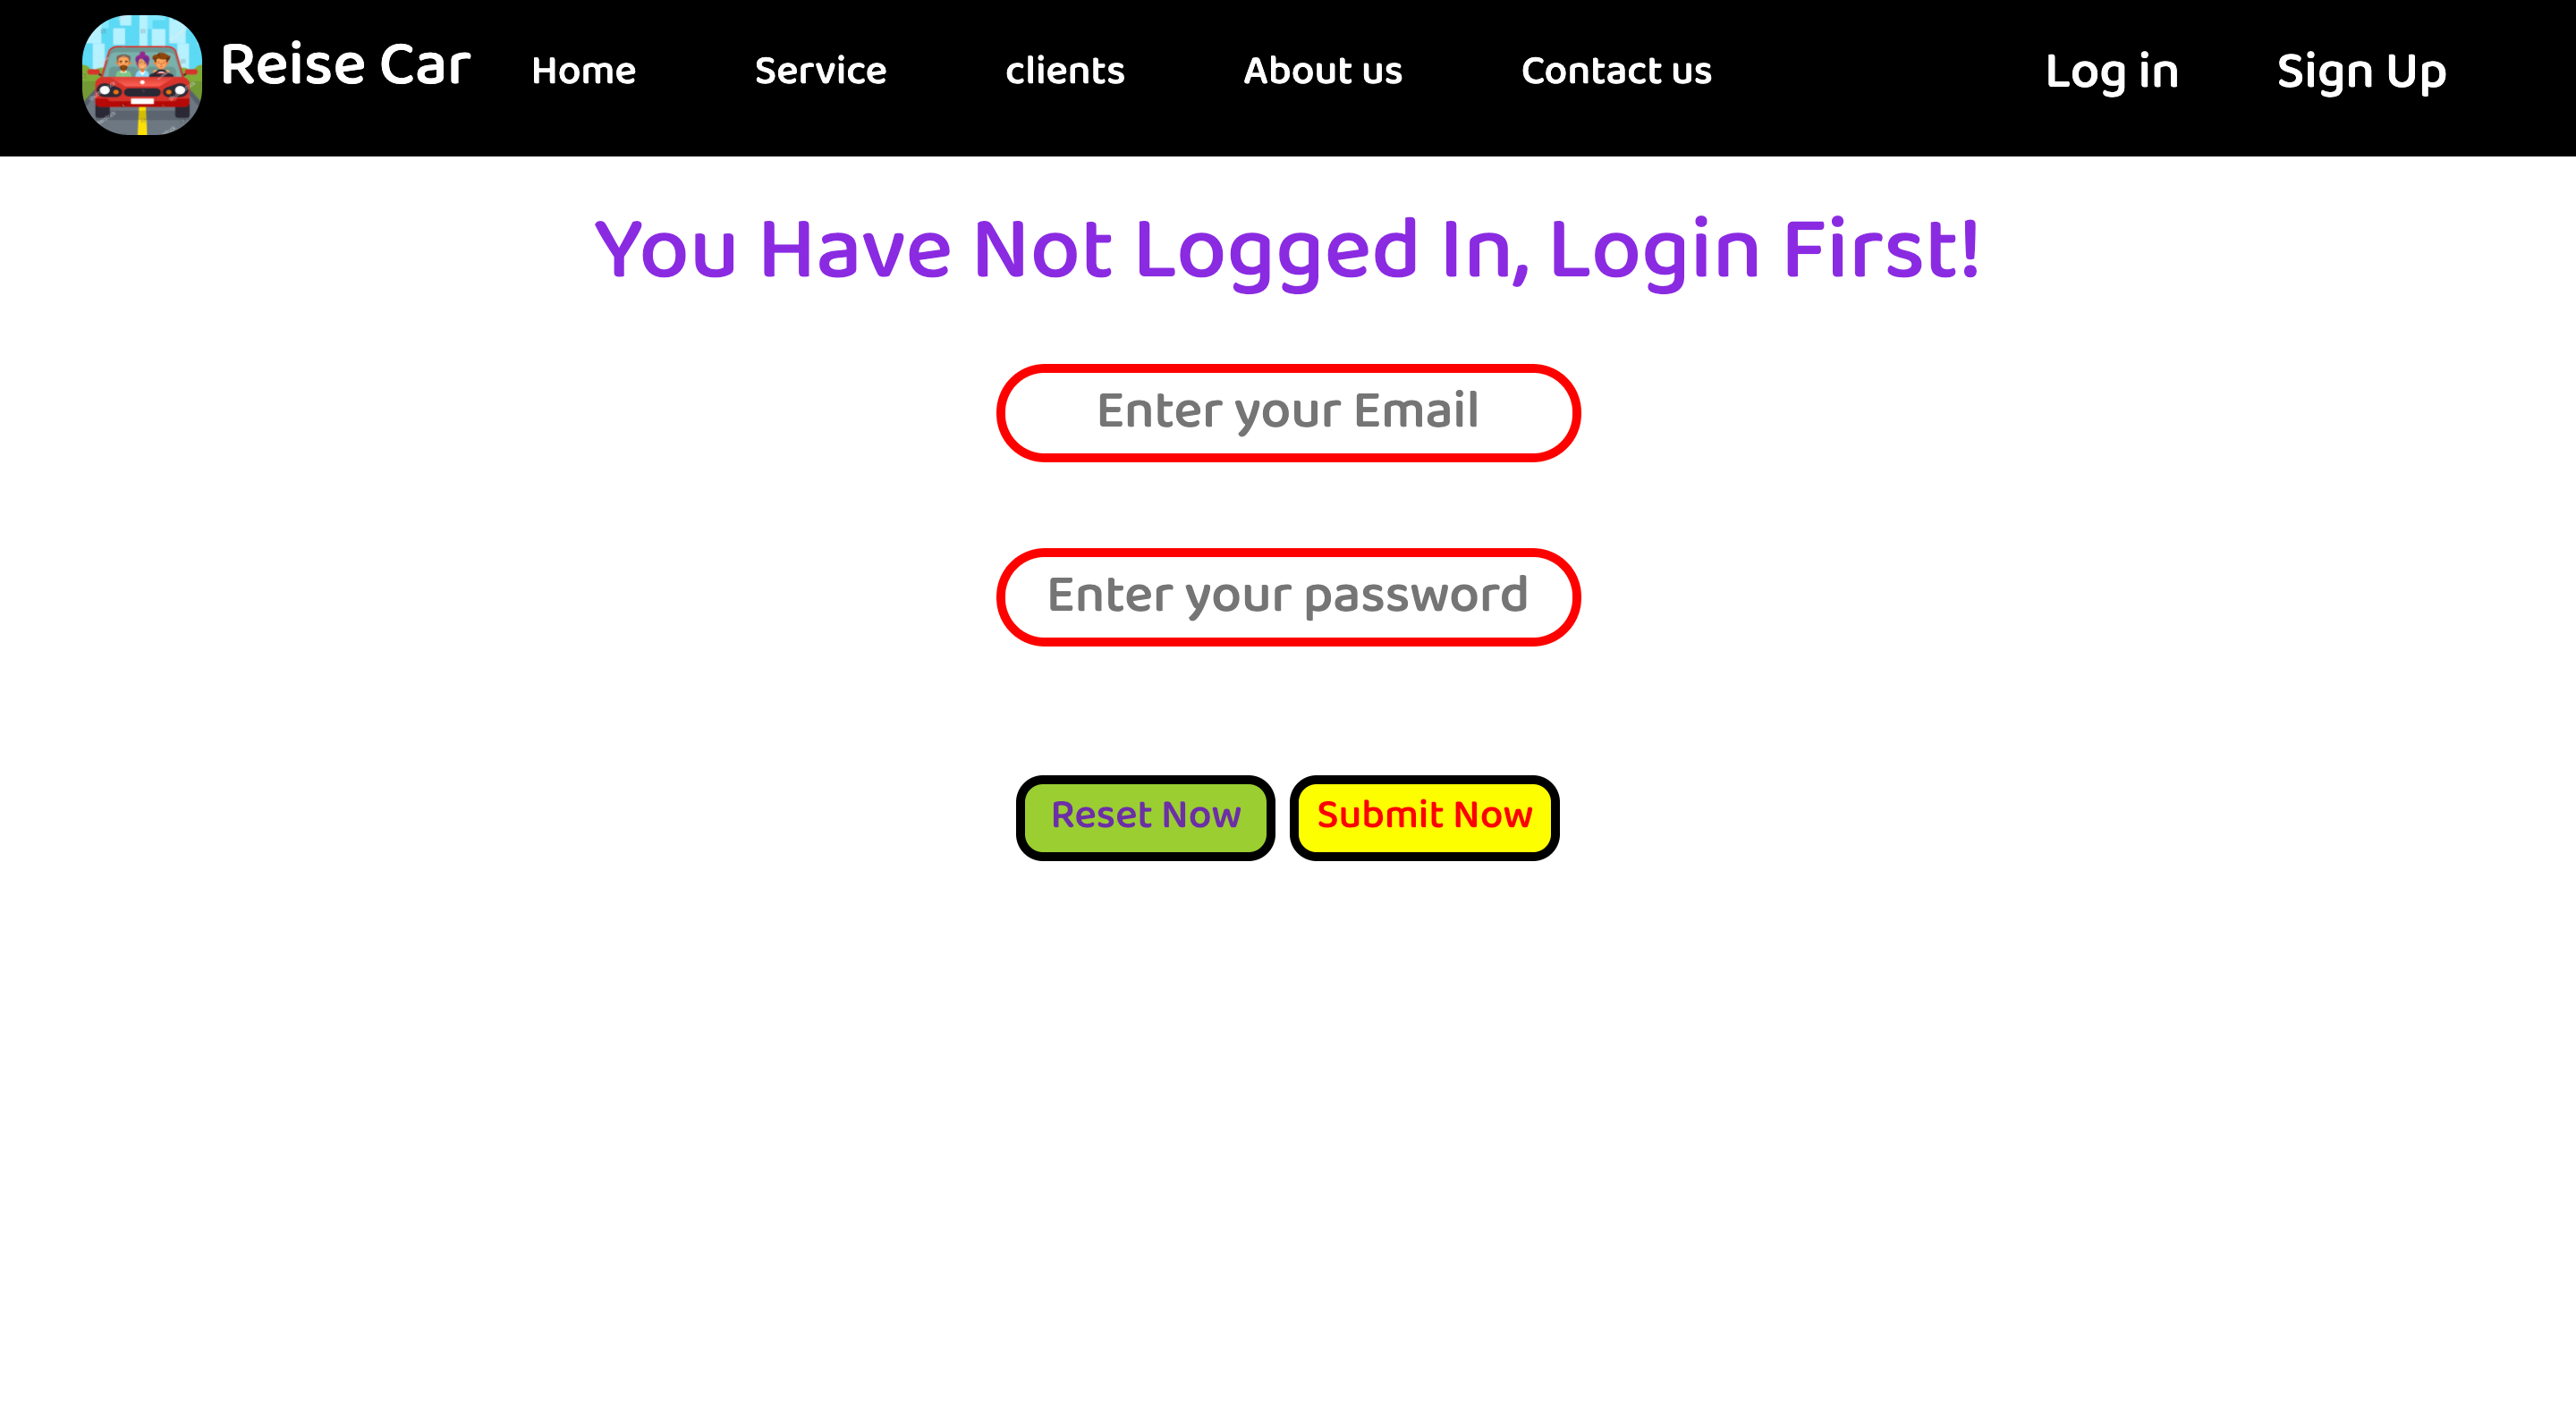 Reise Car Home Service clients About us Contact us Log in Sign Up
You Have Not Logged In, Login First!
Enter your Email
Enter your password
Reset Now Submit Now